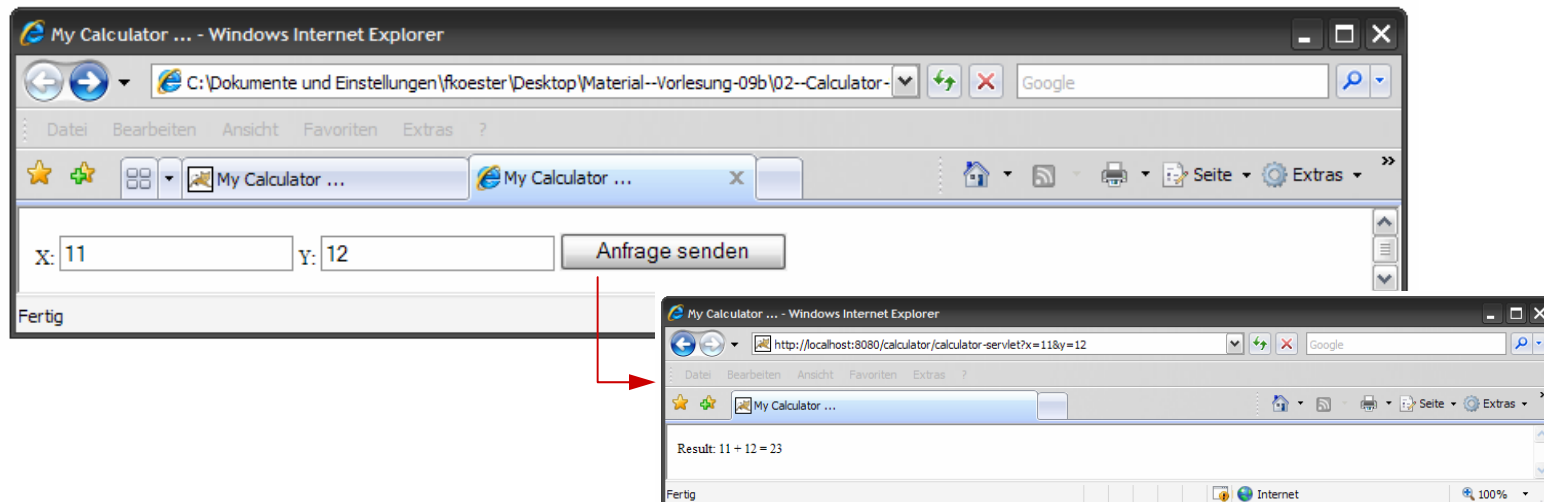 My Calculator ... - Windows Internet Explorer
C:\Dokumente und Einstellungen\fkoester\Desktop\Material--Vorlesung-09b\02--Calculator-
Google
Datei Bearbeiten Ansicht Favoriten Extras ?
My Calculator ... My Calculator ... Seite Extras »
X: 11 Y: 12 Anfrage senden
Fertig
My Calculator ... - Windows Internet Explorer
http://localhost:8080/calculator/calculator-servlet?x=11&y=12
Google
Datei Bearbeiten Ansicht Favoriten Extras ?
My Calculator ... Seite Extras »
Result: 11 + 12 = 23
Fertig Internet 100%